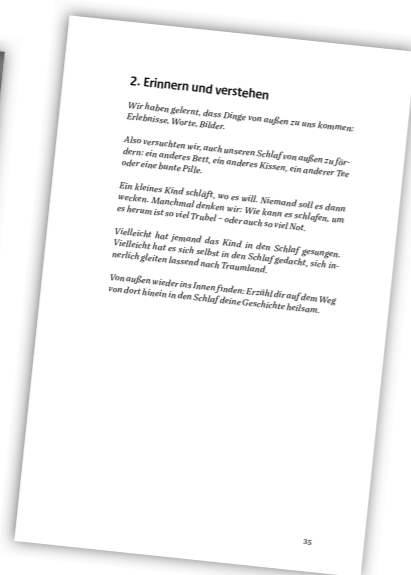 2. Erinnern und verstehen
Wir haben gelernt, dass Dinge von außen zu uns kommen:
Erlebnisse, Worte, Bilder.
Also versuchten wir, auch unseren Schlaf von außen zu för-
dern: ein anderes Bett, ein anderes Kissen, ein anderer Tee
oder eine bunte Pille.
Ein kleines Kind schläft, wo es will. Niemand soll es dann
wecken. Manchmal denken wir: Wie kann es schlafen, um
es herum ist so viel Trubel – oder auch so viel Not.
Vielleicht hat jemand das Kind in den Schlaf gesungen.
Vielleicht hat es sich selbst in den Schlaf gedacht, sich in-
nerlich gleiten lassend nach Traumland.
Von außen wieder ins Innen finden: Erzähl dir auf dem Weg
von dort hinein in den Schlaf deine Geschichte heilsam.
35